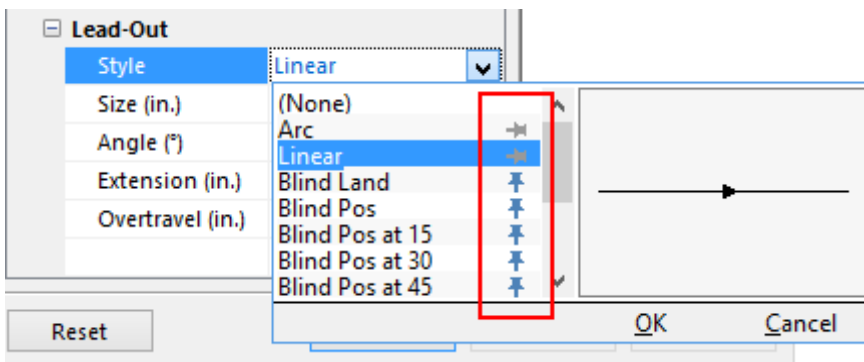 Lead-Out
Style Linear
Size (in.)
Angle (°)
Extension (in.)
Overtravel (in.)
(None)
Arc
Linear
Blind Land
Blind Pos
Blind Pos at 15
Blind Pos at 30
Blind Pos at 45
OK Cancel
Reset